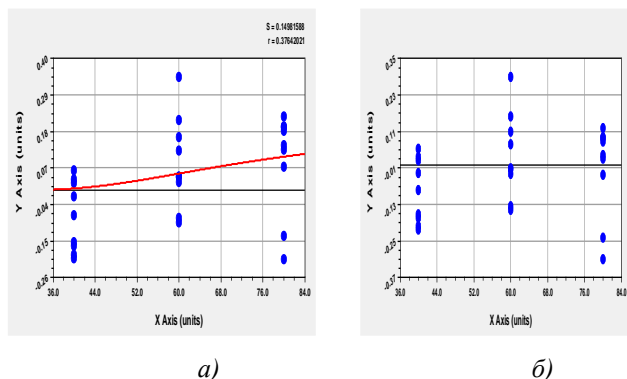 S = 0.14981588
r = 0.37642021
Y Axis (units)
0.40
0.29
0.18
0.07
-0.04
-0.15
-0.26
36.0 44.0 52.0 60.0 68.0 76.0 84.0
X Axis (units)
Y Axis (units)
0.35
0.23
0.11
-0.01
-0.13
-0.25
-0.37
36.0 44.0 52.0 60.0 68.0 76.0 84.0
X Axis (units)
а) б)